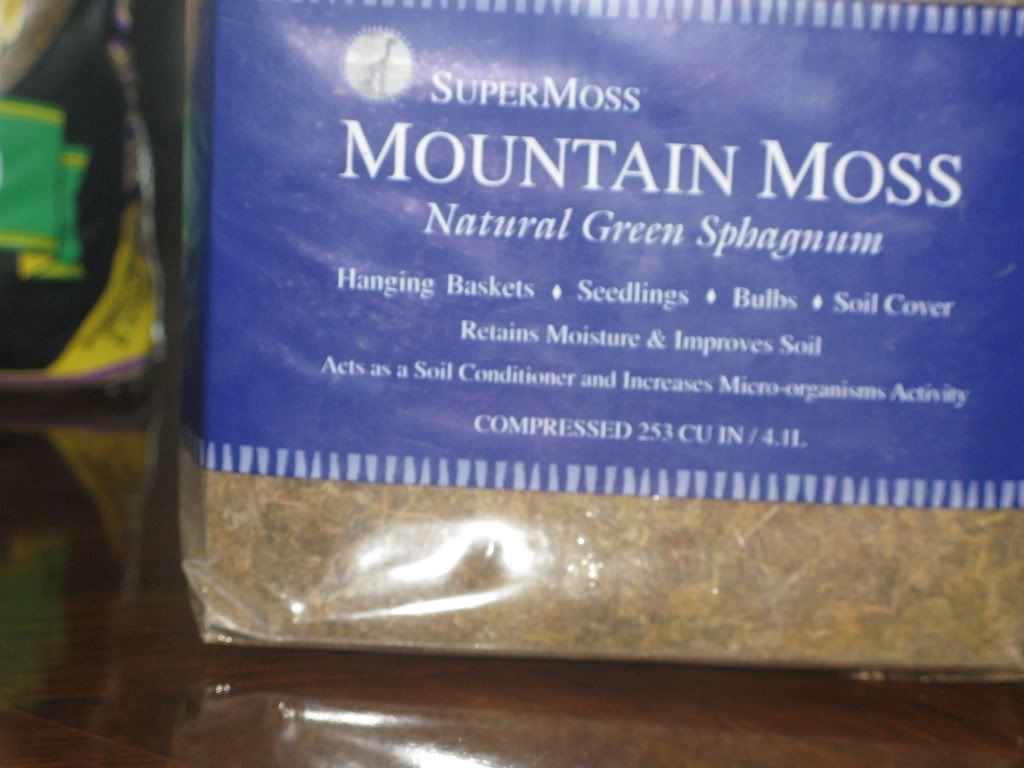 SUPERMOSS
MOUNTAIN MOSS
Natural Green Sphagnum
Hanging Baskets ♦ Seedlings ♦ Bulbs ♦ Soil Cover
Retains Moisture & Improves Soil
Acts as a Soil Conditioner and Increases Micro-organisms Activity
COMPRESSED 253 CU IN / 4.1L